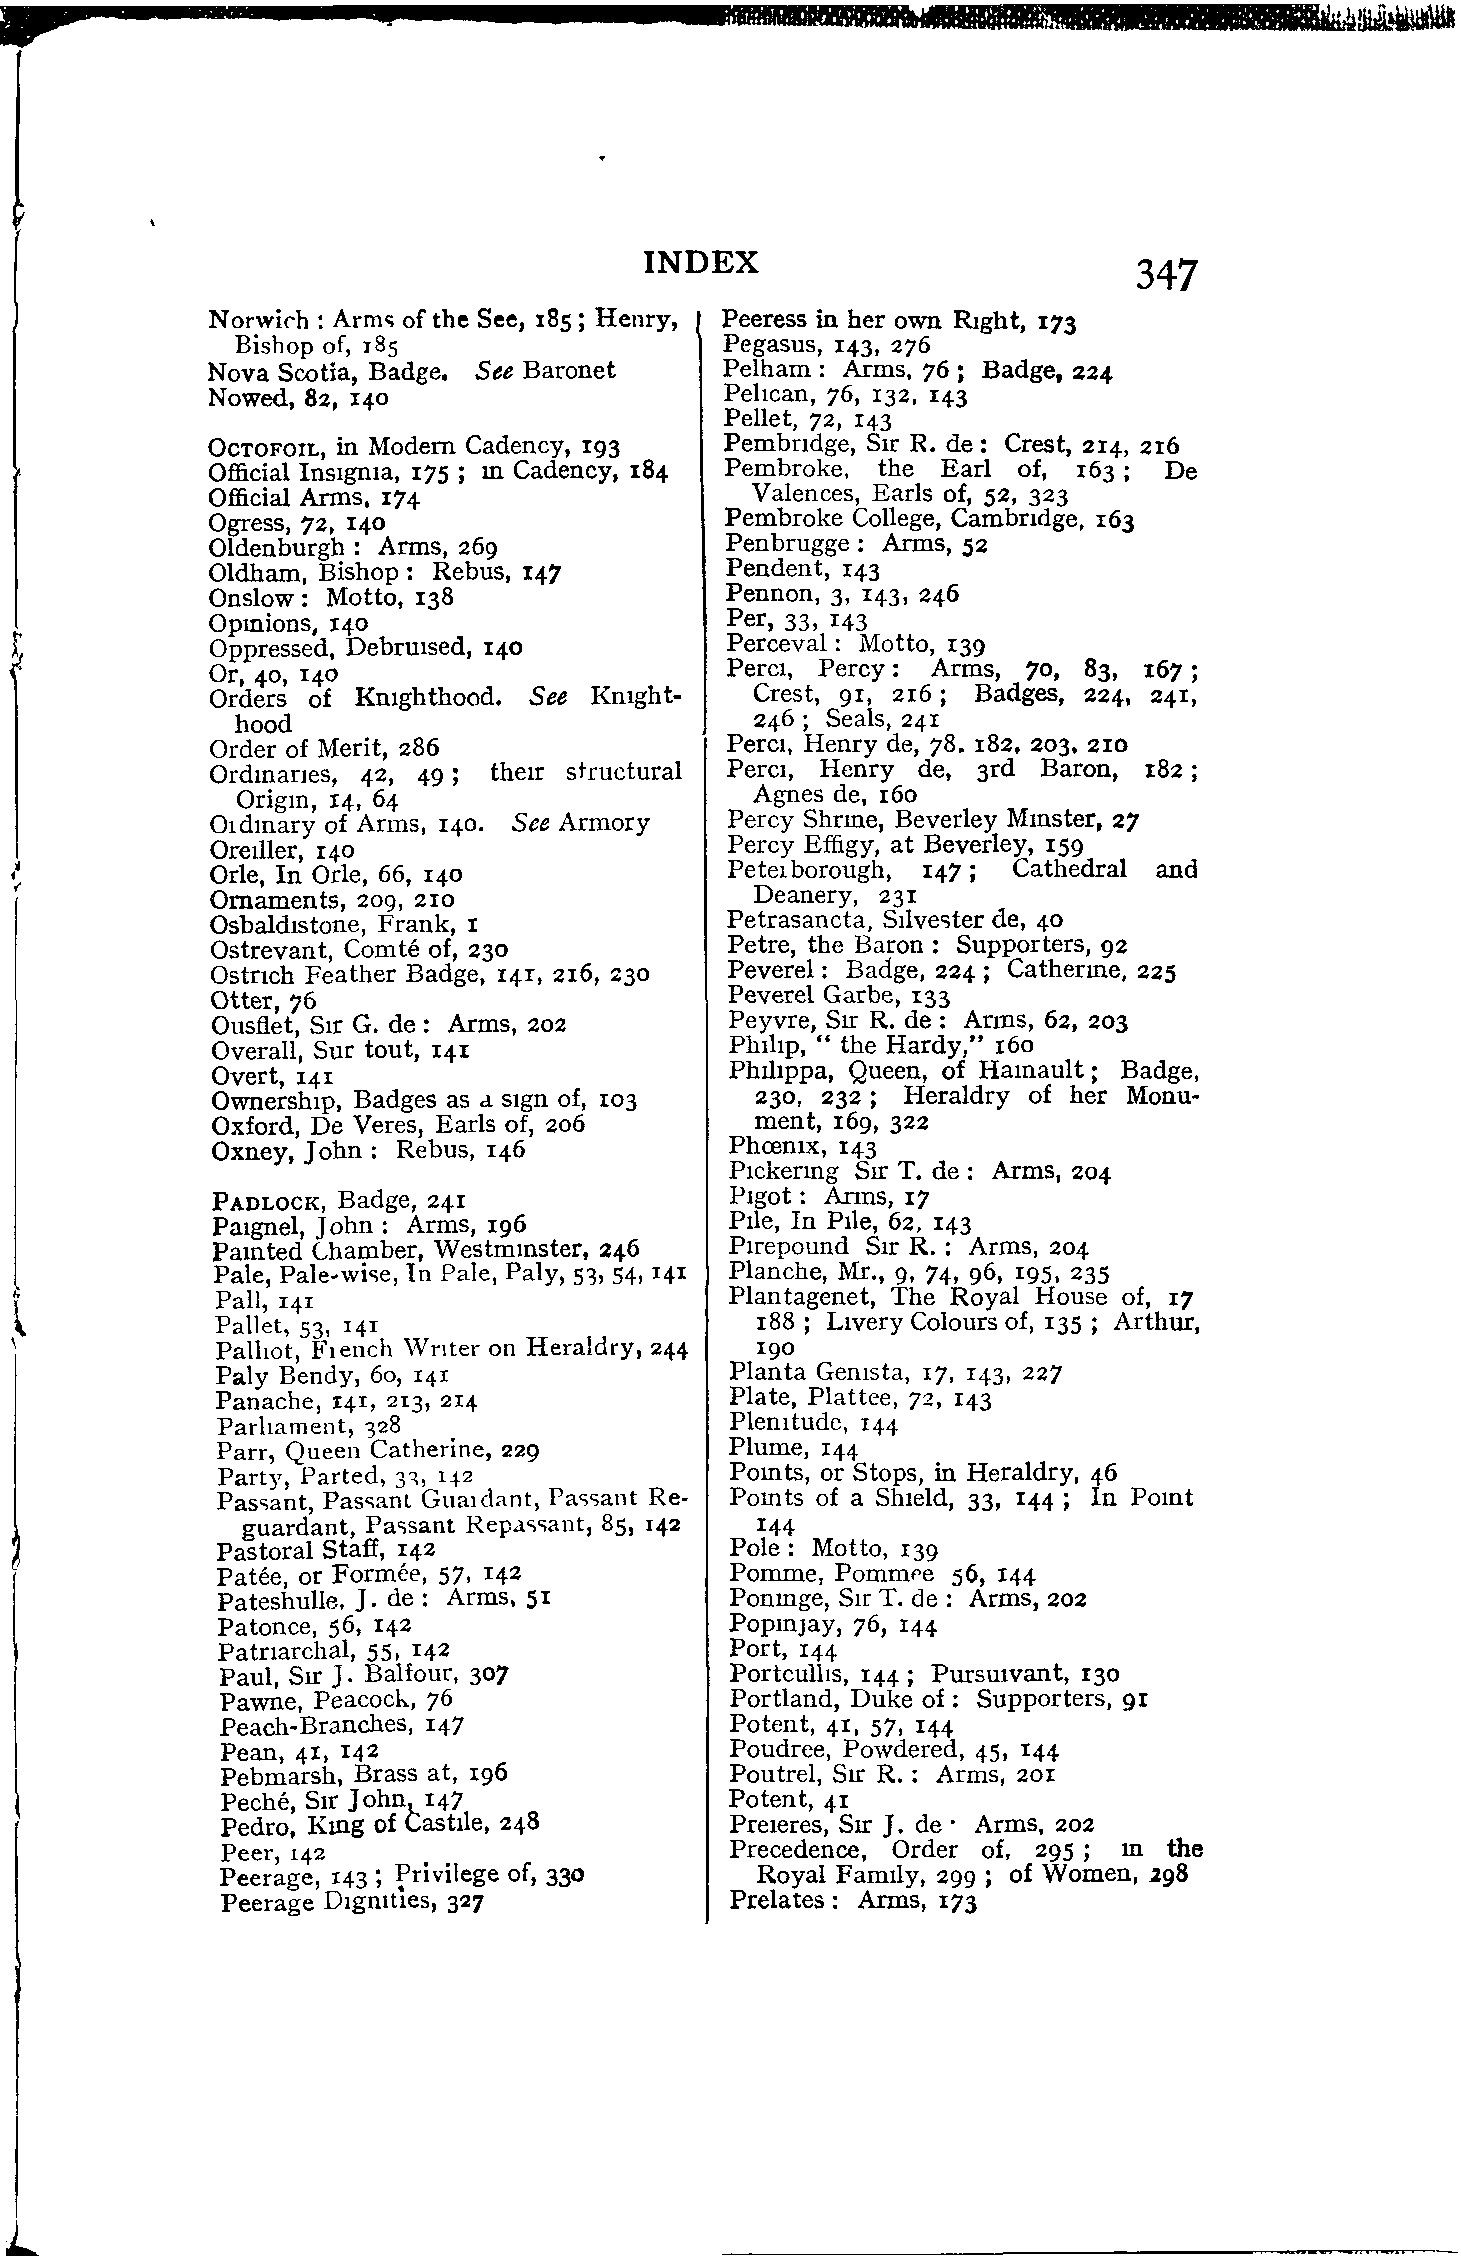 INDEX
347
Norwich : Arms of the See, 185 ; Henry,
Bishop of, 185
Nova Scotia, Badge. See Baronet
Nowed, 82, 140
OCTOFOIL, in Modern Cadency, 193
Official Insignia, 175 ; in Cadency, 184
Official Arms, 174
Ogress, 72, 140
Oldenburgh : Arms, 269
Oldham, Bishop : Rebus, 147
Onslow : Motto, 138
Opinions, 140
Oppressed, Debruised, 140
Or, 40, 140
Orders of Knighthood. See Knight-
hood
Order of Merit, 286
Ordinaries, 42, 49 ; their structural
Origin, 14, 64
Ordinary of Arms, 140. See Armory
Oreiller, 140
Orle, In Orle, 66, 140
Ornaments, 209, 210
Osbaldistone, Frank, 1
Ostrevant, Comté of, 230
Ostrich Feather Badge, 141, 216, 230
Otter, 76
Ousflet, Sir G. de : Arms, 202
Overall, Sur tout, 141
Overt, 141
Ownership, Badges as a sign of, 103
Oxford, De Veres, Earls of, 206
Oxney, John : Rebus, 146
PADLOCK, Badge, 241
Paignel, John : Arms, 196
Painted Chamber, Westminster, 246
Pale, Pale-wise, In Pale, Paly, 53, 54, 141
Pall, 141
Pallet, 53, 141
Palliot, French Writer on Heraldry, 244
Paly Bendy, 60, 141
Panache, 141, 213, 214
Parliament, 328
Parr, Queen Catherine, 229
Party, Parted, 33, 142
Passant, Passant Guardant, Passant Re-
guardant, Passant Repassant, 85, 142
Pastoral Staff, 142
Patée, or Formée, 57, 142
Pateshulle, J. de : Arms, 51
Patonce, 56, 142
Patriarchal, 55, 142
Paul, Sir J. Balfour, 307
Pawne, Peacock, 76
Peach-Branches, 147
Pean, 41, 142
Pebmarsh, Brass at, 196
Peché, Sir John, 147
Pedro, King of Castile, 248
Peer, 142
Peerage, 143 ; Privilege of, 330
Peerage Dignities, 327
Peeress in her own Right, 173
Pegasus, 143, 276
Pelham : Arms, 76 ; Badge, 224
Pelican, 76, 132, 143
Pellet, 72, 143
Pembridge, Sir R. de : Crest, 214, 216
Pembroke, the Earl of, 163 ; De
Valences, Earls of, 52, 323
Pembroke College, Cambridge, 163
Penbrugge : Arms, 52
Pendent, 143
Pennon, 3, 143, 246
Per, 33, 143
Perceval : Motto, 139
Perci, Percy : Arms, 70, 83, 167 ;
Crest, 91, 216 ; Badges, 224, 241,
246 ; Seals, 241
Perci, Henry de, 78. 182, 203, 210
Perci, Henry de, 3rd Baron, 182 ;
Agnes de, 160
Percy Shrine, Beverley Minster, 27
Percy Effigy, at Beverley, 159
Peterborough, 147 ; Cathedral and
Deanery, 231
Petrasancta, Silvester de, 40
Petre, the Baron : Supporters, 92
Peverel : Badge, 224 ; Catherine, 225
Peverel Garbe, 133
Peyvre, Sir R. de : Arms, 62, 203
Philip, “ the Hardy,” 160
Philippa, Queen, of Hainault ; Badge,
230, 232 ; Heraldry of her Monu-
ment, 169, 322
Phœnix, 143
Pickering Sir T. de : Arms, 204
Pigot : Arms, 17
Pile, In Pile, 62, 143
Pirepound Sir R. : Arms, 204
Planche, Mr., 9, 74, 96, 195, 235
Plantagenet, The Royal House of, 17
188 ; Livery Colours of, 135 ; Arthur,
190
Planta Genista, 17, 143, 227
Plate, Plattee, 72, 143
Plenitude, 144
Plume, 144
Points, or Stops, in Heraldry, 46
Points of a Shield, 33, 144 ; In Point
144
Pole : Motto, 139
Pomme, Pommee 56, 144
Poninge, Sir T. de : Arms, 202
Popinjay, 76, 144
Port, 144
Portcullis, 144 ; Pursuivant, 130
Portland, Duke of : Supporters, 91
Potent, 41, 57, 144
Poudree, Powdered, 45, 144
Poutrel, Sir R. : Arms, 201
Potent, 41
Preieres, Sir J. de · Arms, 202
Precedence, Order of, 295 ; in the
Royal Family, 299 ; of Women, 298
Prelates : Arms, 173